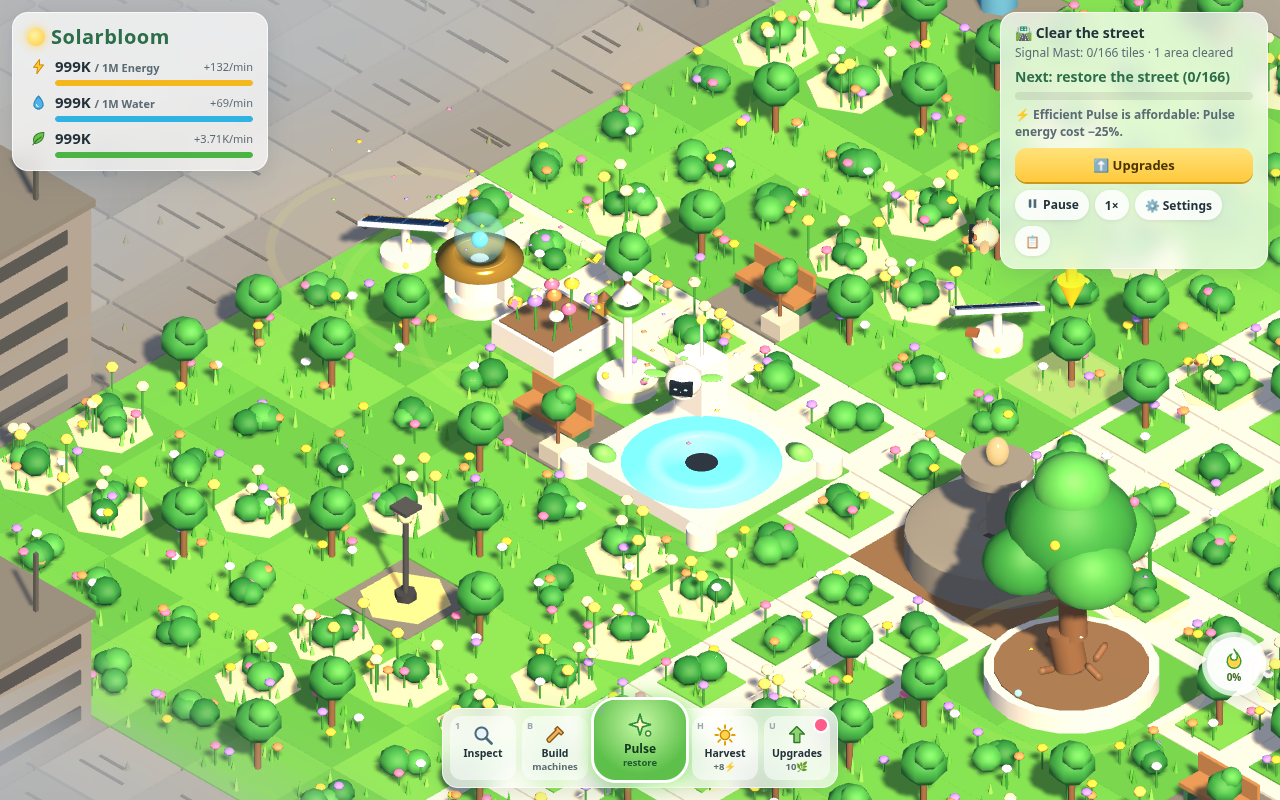 Solarbloom
999K / 1M Energy +132/min
999K / 1M Water +69/min
999K +3.71K/min
Clear the street
Signal Mast: 0/166 tiles · 1 area cleared
Next: restore the street (0/166)
⚡ Efficient Pulse is affordable: Pulse
energy cost −25%.
⬆️ Upgrades
⏸ Pause
1×
⚙️ Settings
0%
1
Inspect
B
Build
machines
Pulse
restore
H
Harvest
+8⚡
U
Upgrades
10🌿